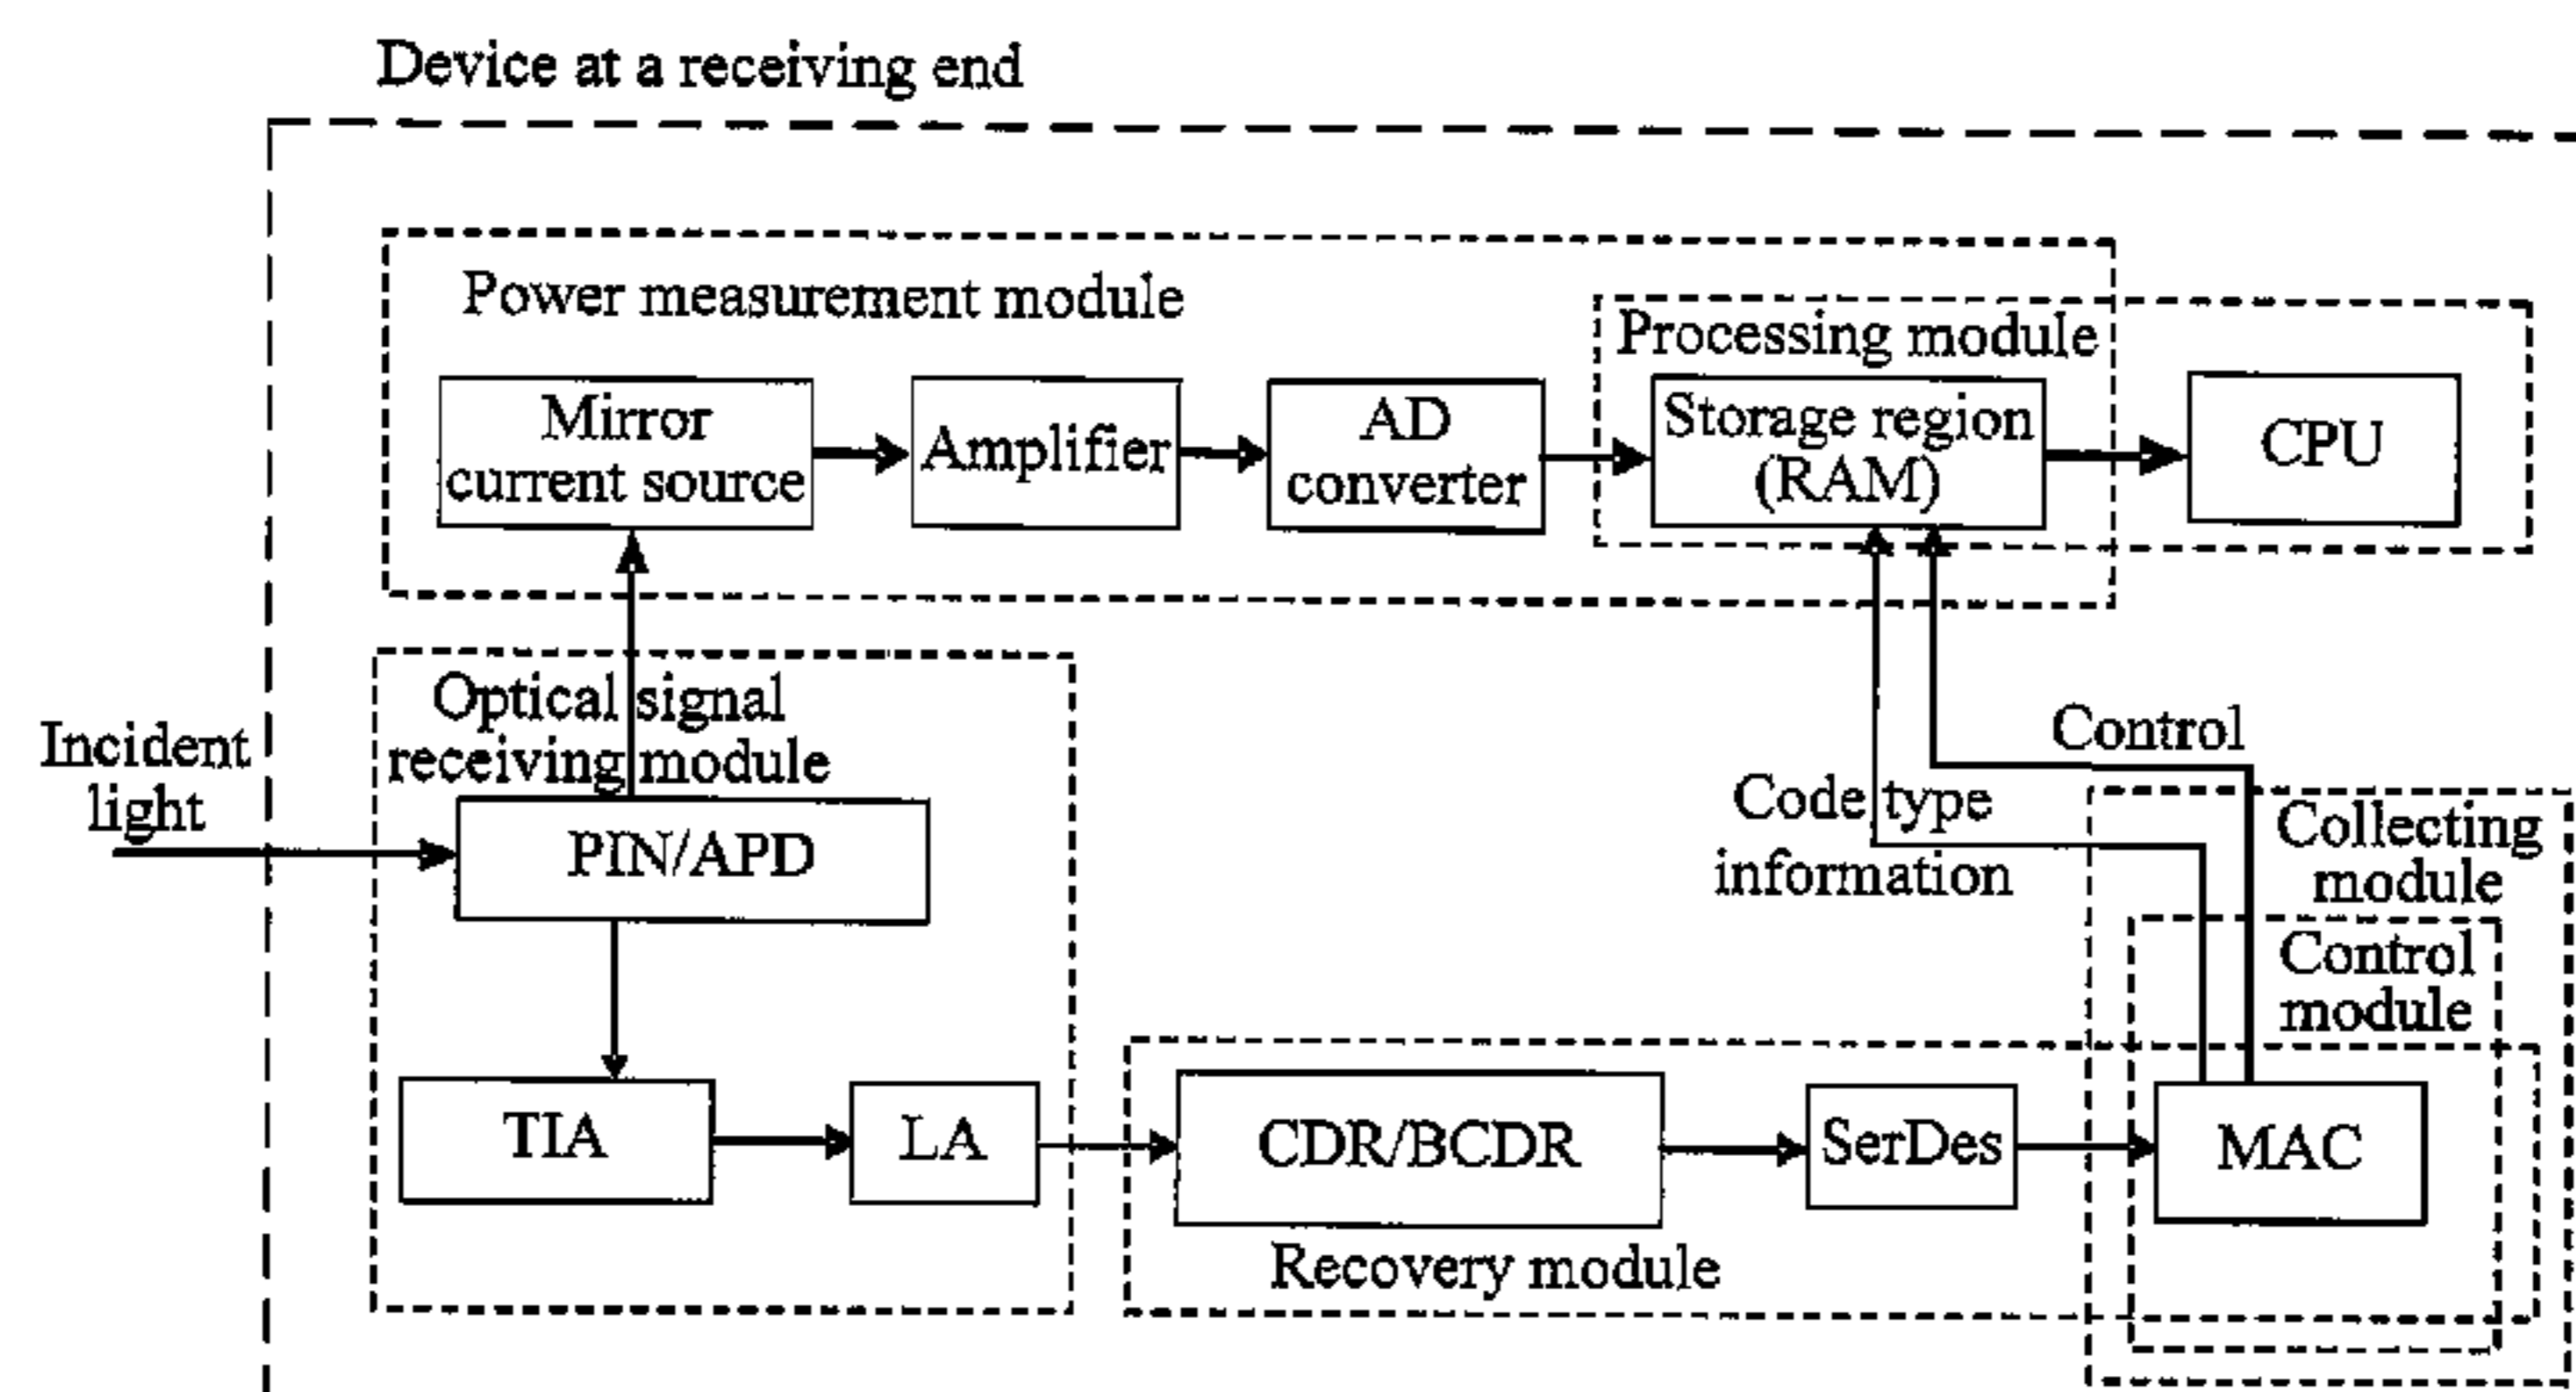 Device at a receiving end
Power measurement module
Processing module
Mirror
current source
Amplifier
AD
converter
Storage region
(RAM)
CPU
Optical signal
receiving module
Incident
light
PIN/APD
Control
Code type
information
Collecting
module
Control
module
TIA
LA
CDR/BCDR
SerDes
MAC
Recovery module